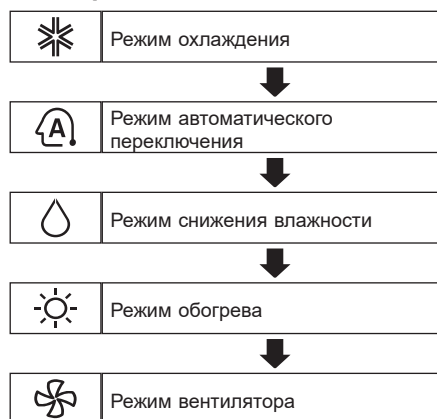 Режим охлаждения
A
Режим автоматического
переключения
Режим снижения влажности
Режим обогрева
Режим вентилятора